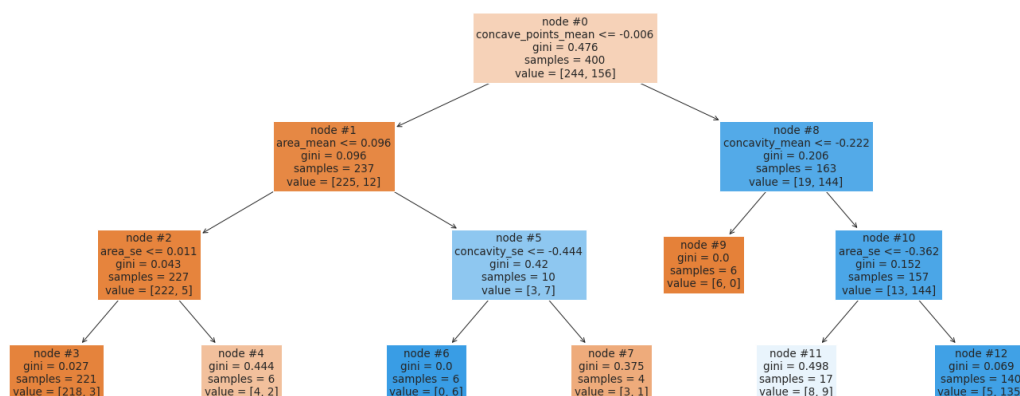 node #0
concave_points_mean <= -0.006
gini = 0.476
samples = 400
value = [244, 156]
node #1
area_mean <= 0.096
gini = 0.096
samples = 237
value = [225, 12]
node #8
concavity_mean <= -0.222
gini = 0.206
samples = 163
value = [19, 144]
node #2
area_se <= 0.011
gini = 0.043
samples = 227
value = [222, 5]
node #5
concavity_se <= -0.444
gini = 0.42
samples = 10
value = [3, 7]
node #9
gini = 0.0
samples = 6
value = [6, 0]
node #10
area_se <= -0.362
gini = 0.152
samples = 157
value = [13, 144]
node #3
gini = 0.027
samples = 221
value = [218, 3]
node #4
gini = 0.444
samples = 6
value = [4, 2]
node #6
gini = 0.0
samples = 6
value = [0, 6]
node #7
gini = 0.375
samples = 4
value = [3, 1]
node #11
gini = 0.498
samples = 17
value = [8, 9]
node #12
gini = 0.069
samples = 140
value = [5, 135]